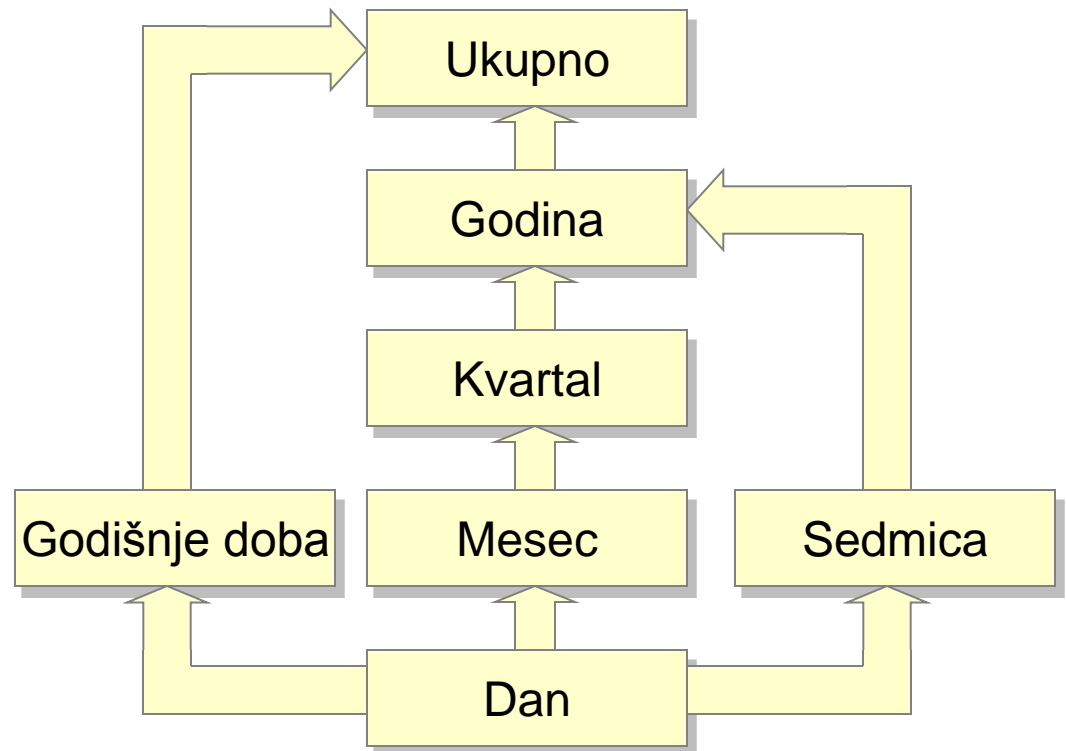 Ukupno
Godina
Kvartal
Godišnje doba
Mesec
Sedmica
Dan